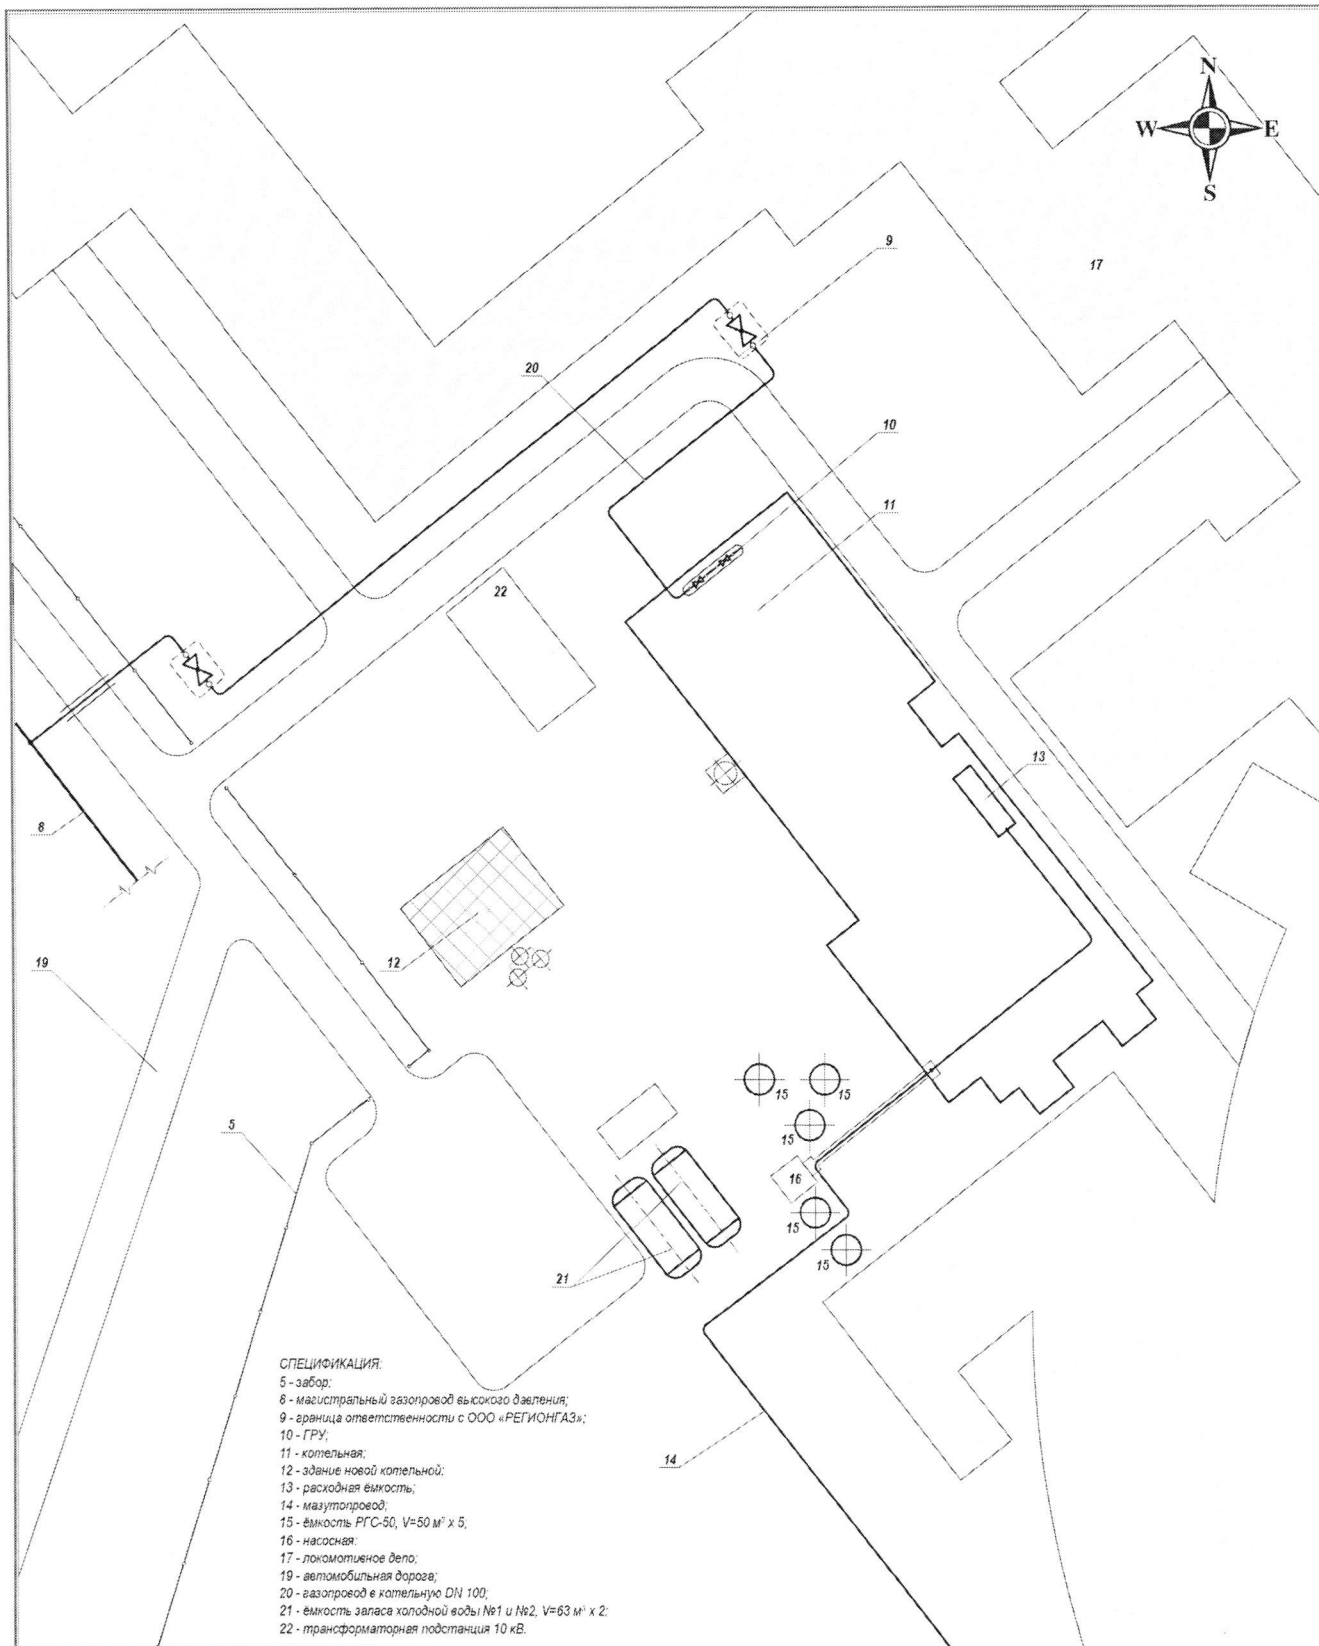 N
W E
S
9
17
20
10
11
22
13
8
12
19
15
15
15
5
16
15
15
21
14
СПЕЦИФИКАЦИЯ:
5 - забор;
8 - магистральный газопровод высокого давления;
9 - граница ответственности с ООО «РЕГИОНГАЗ»;
10 - ГРУ;
11 - котельная;
12 - здание новой котельной;
13 - расходная ёмкость;
14 - мазутопровод;
15 - ёмкость РГС-50, V=50 м³ х 5;
16 - насосная;
17 - локомотивное депо;
19 - автомобильная дорога;
20 - газопровод в котельную DN 100;
21 - ёмкость запаса холодной воды №1 и №2, V=63 м³ х 2;
22 - трансформаторная подстанция 10 кВ.